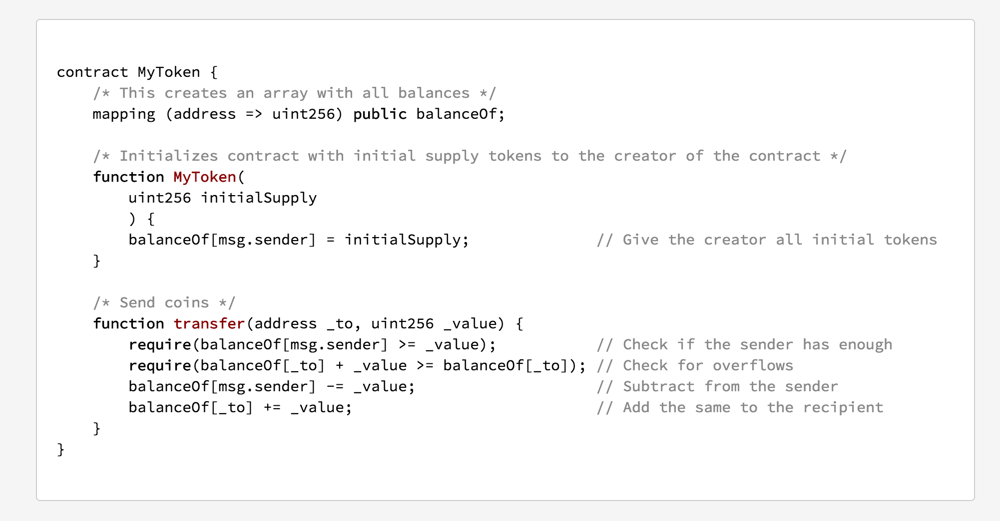 contract MyToken {
    /* This creates an array with all balances */
    mapping (address => uint256) public balanceOf;

    /* Initializes contract with initial supply tokens to the creator of the contract */
    function MyToken(
        uint256 initialSupply
        ) {
        balanceOf[msg.sender] = initialSupply;              // Give the creator all initial tokens
    }

    /* Send coins */
    function transfer(address _to, uint256 _value) {
        require(balanceOf[msg.sender] >= _value);           // Check if the sender has enough
        require(balanceOf[_to] + _value >= balanceOf[_to]); // Check for overflows
        balanceOf[msg.sender] -= _value;                    // Subtract from the sender
        balanceOf[_to] += _value;                           // Add the same to the recipient
    }
}